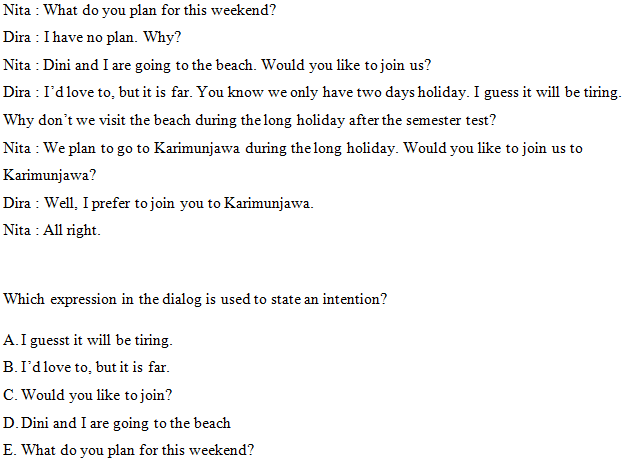 Nita : What do you plan for this weekend?
Dira : I have no plan. Why?
Nita : Dini and I are going to the beach. Would you like to join us?
Dira : I’d love to, but it is far. You know we only have two days holiday. I guess it will be tiring.
Why don’t we visit the beach during the long holiday after the semester test?
Nita : We plan to go to Karimunjawa during the long holiday. Would you like to join us to
Karimunjawa?
Dira : Well, I prefer to join you to Karimunjawa.
Nita : All right.
Which expression in the dialog is used to state an intention?
A. I guesst it will be tiring.
B. I’d love to, but it is far.
C. Would you like to join?
D. Dini and I are going to the beach
E. What do you plan for this weekend?